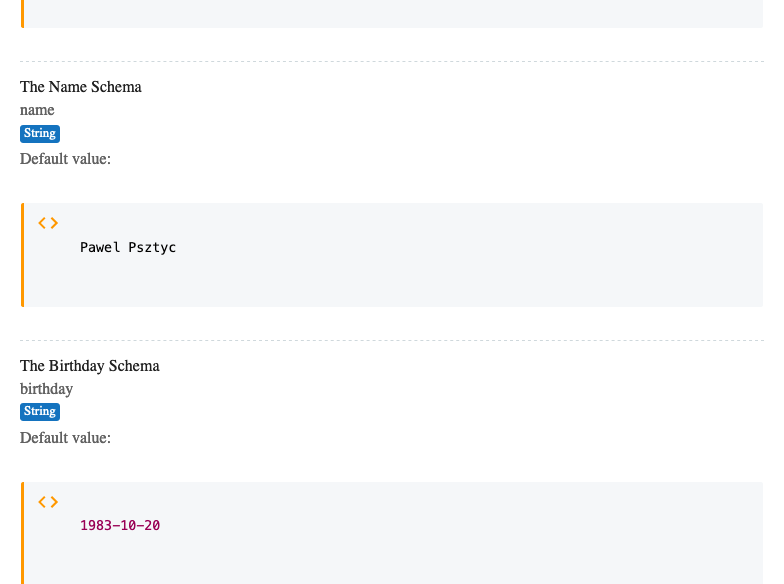 The Name Schema
name
String
Default value:
<>
Pawel Psztyc
The Birthday Schema
birthday
String
Default value:
<>
1983-10-20